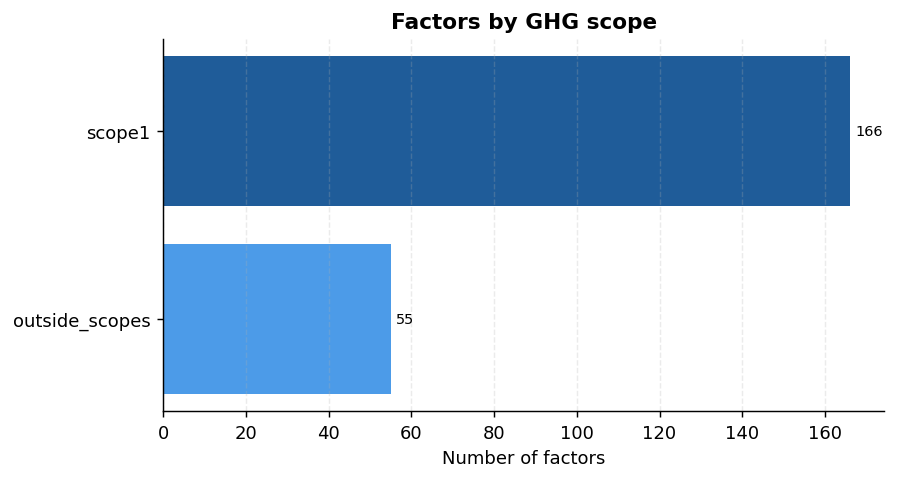 Factors by GHG scope
scope1
166
outside_scopes
55
0 20 40 60 80 100 120 140 160
Number of factors